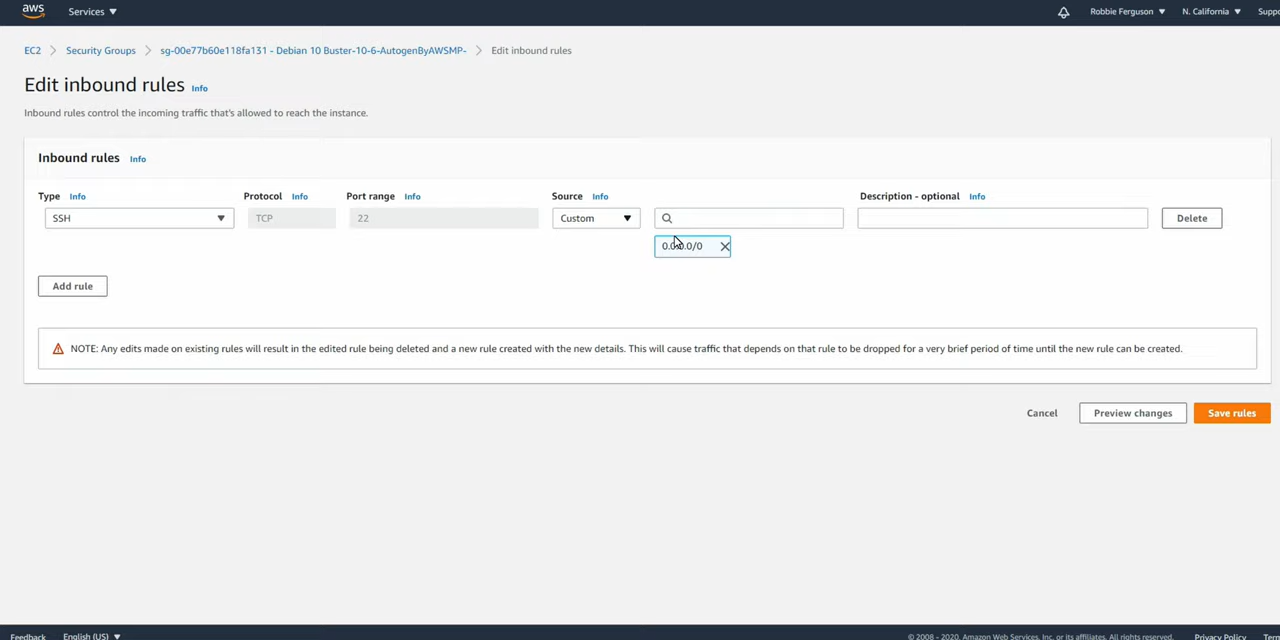 aws Services Robbie Ferguson N. California Suppo
EC2 Security Groups sg-00e77b60e118fa131 - Debian 10 Buster-10-6-AutogenByAWSMP- Edit inbound rules
Edit inbound rules Info
Inbound rules control the incoming traffic that's allowed to reach the instance.
Inbound rules Info
Type Info Protocol Info Port range Info Source Info Description - optional Info
SSH TCP 22 Custom Delete
0.0.0.0/0
Add rule
NOTE: Any edits made on existing rules will result in the edited rule being deleted and a new rule created with the new details. This will cause traffic that depends on that rule to be dropped for a very brief period of time until the new rule can be created.
Cancel Preview changes Save rules
Feedback English (US) © 2008 - 2020, Amazon Web Services, Inc. or its affiliates. All rights reserved. Privacy Policy Term